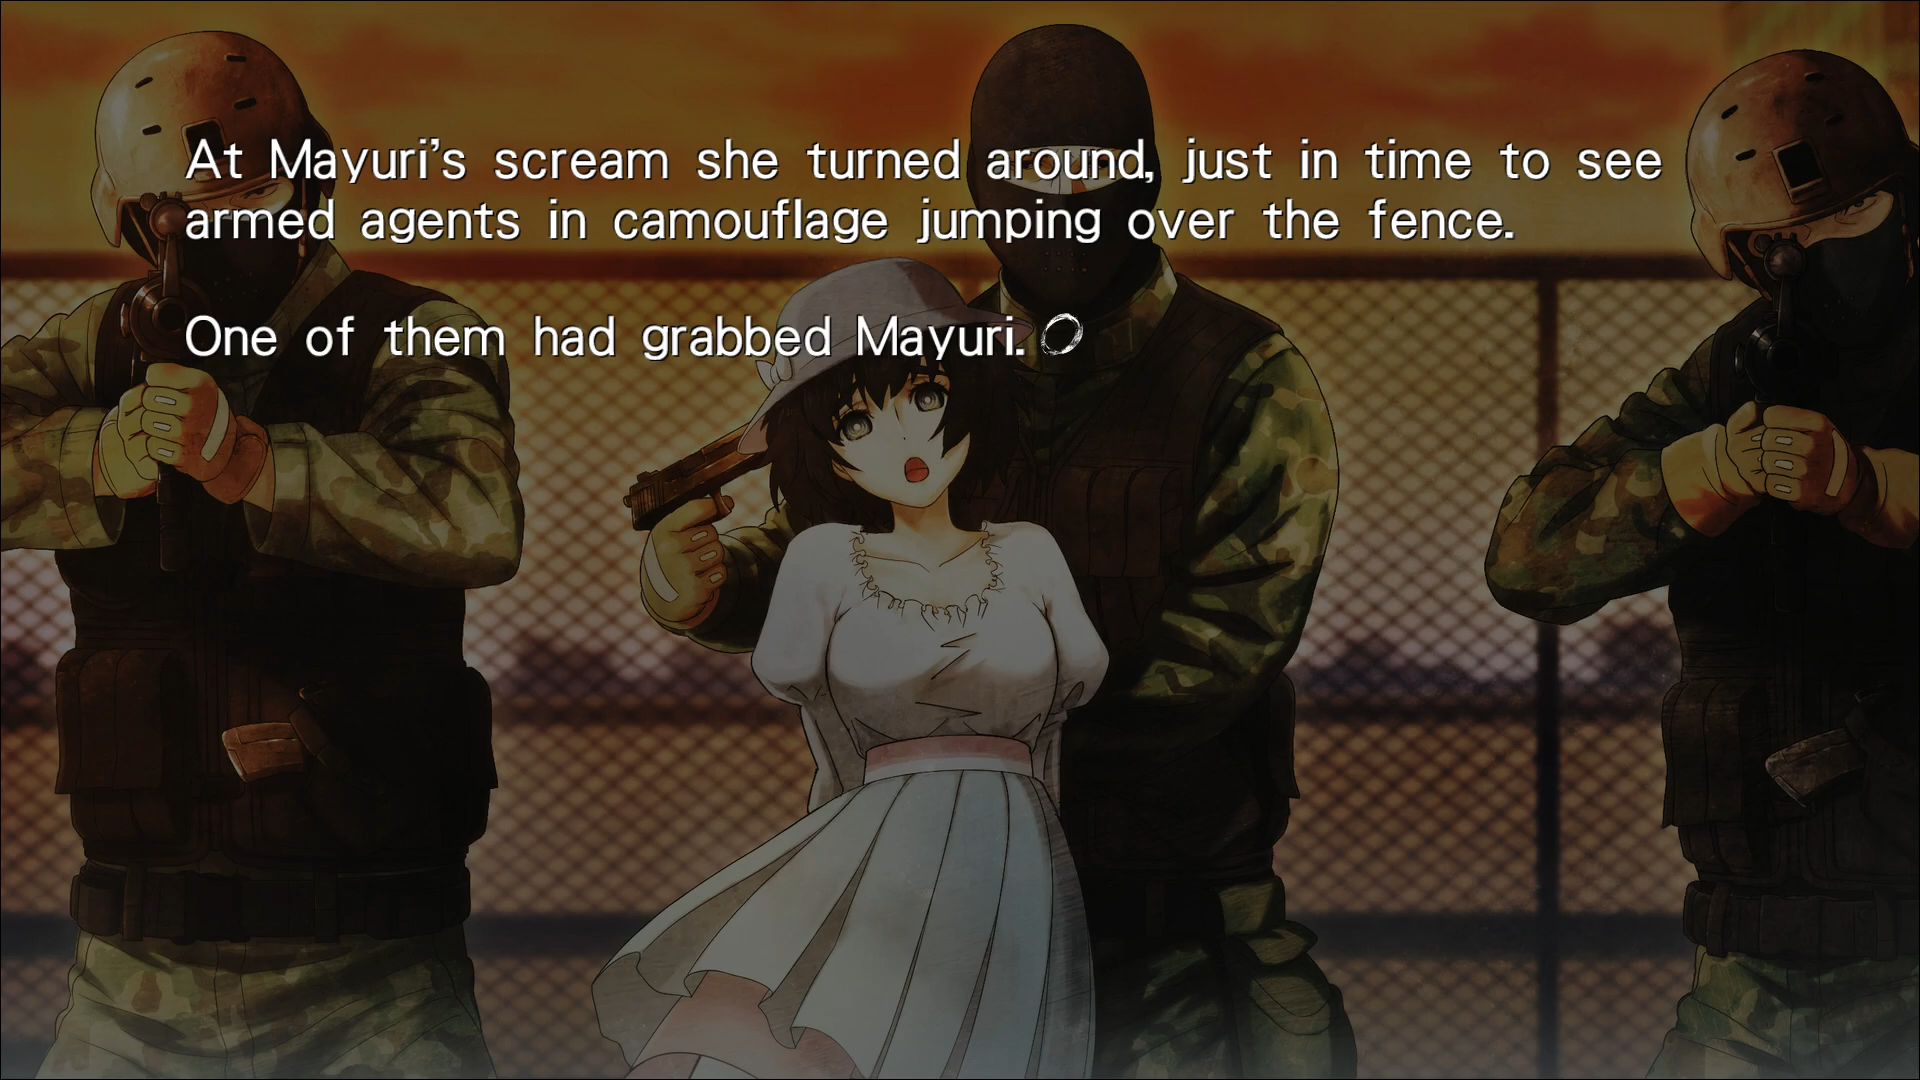 At Mayuri's scream she turned around, just in time to see
armed agents in camouflage jumping over the fence.
One of them had grabbed Mayuri.